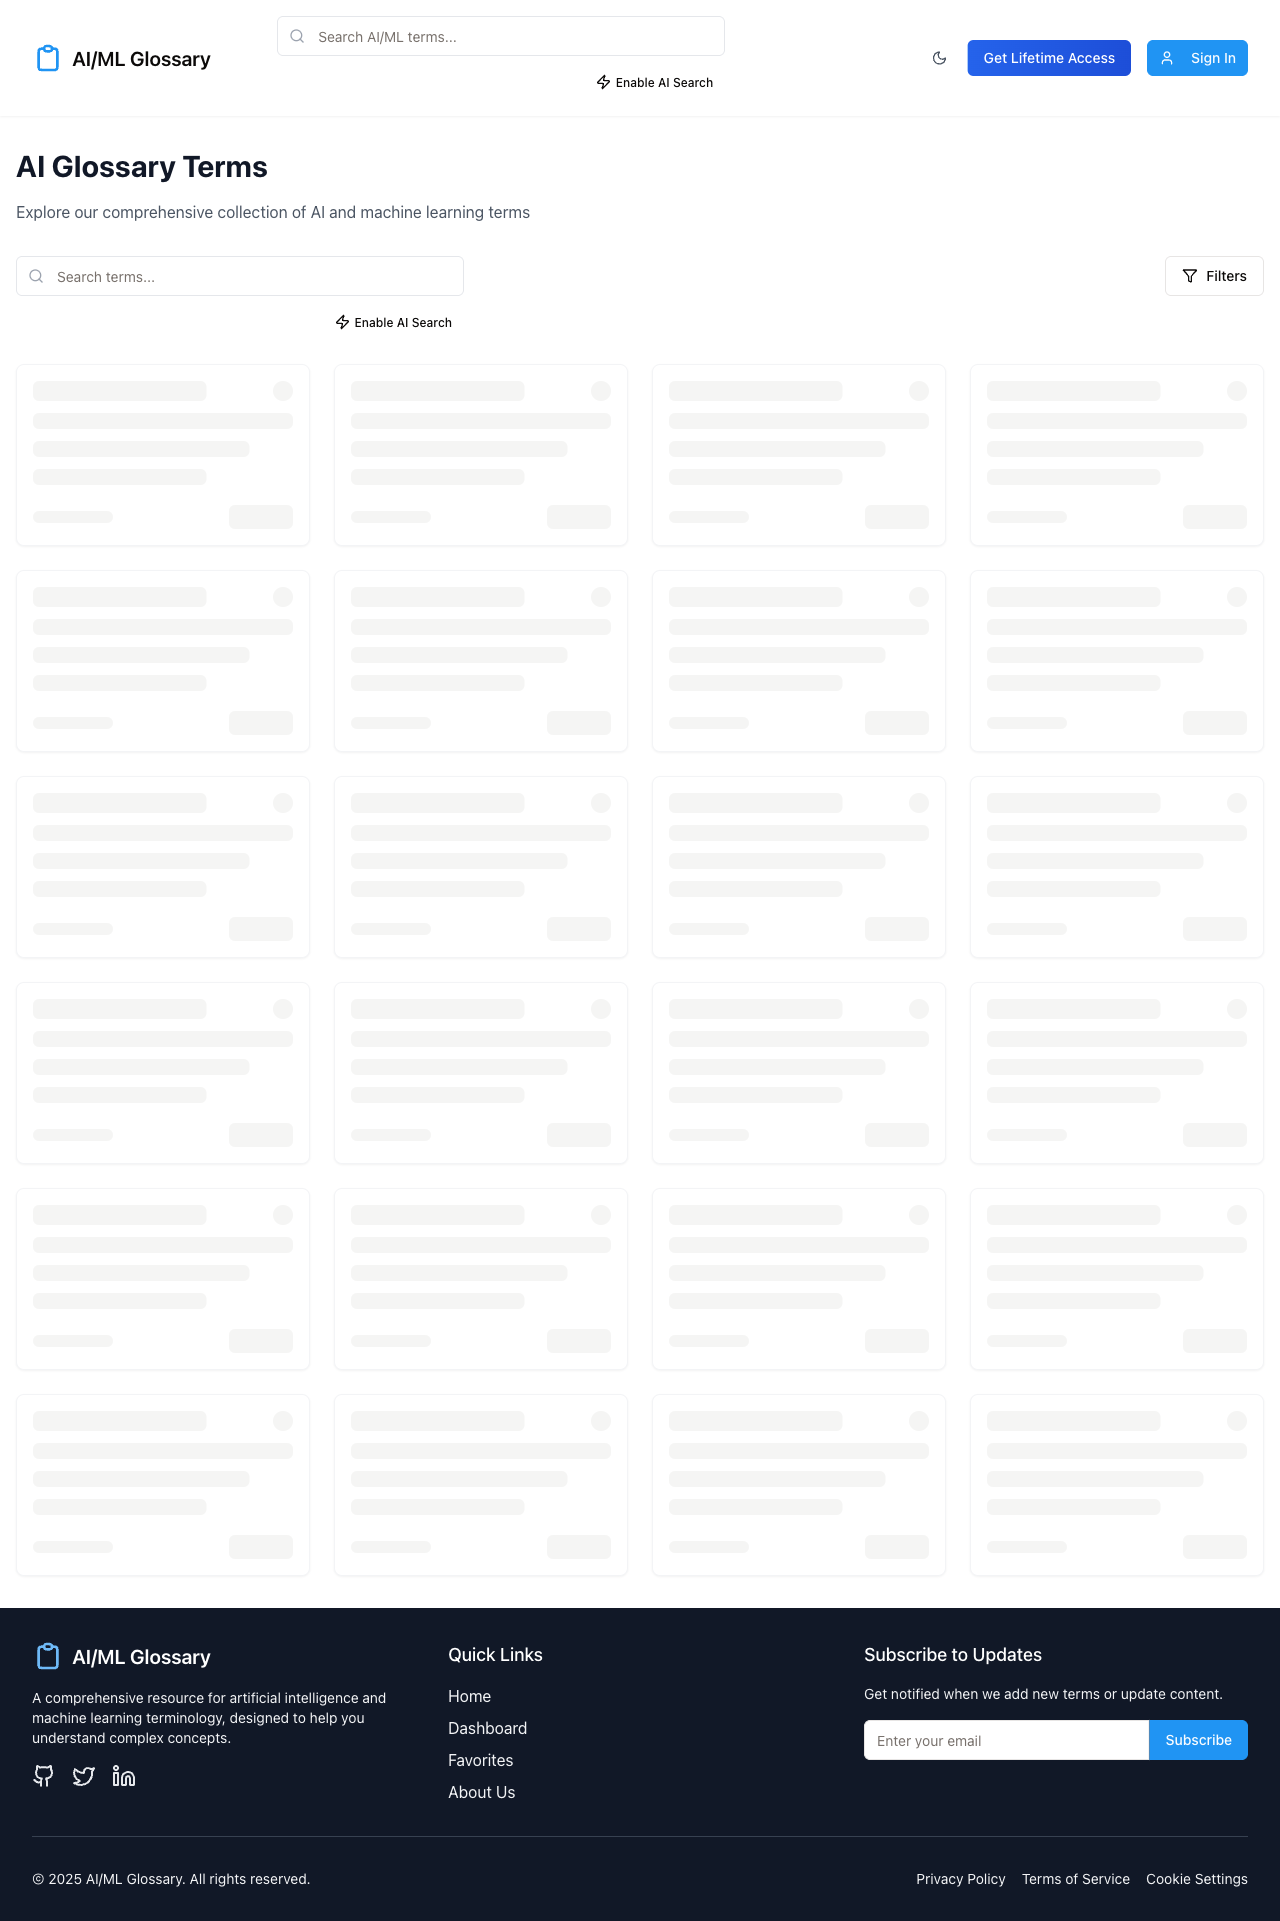 AI/ML Glossary
Search AI/ML terms...
Enable AI Search
Get Lifetime Access
Sign In
AI Glossary Terms
Explore our comprehensive collection of AI and machine learning terms
Search terms...
Filters
Enable AI Search
AI/ML Glossary
A comprehensive resource for artificial intelligence and
machine learning terminology, designed to help you
understand complex concepts.
Quick Links
Home
Dashboard
Favorites
About Us
Subscribe to Updates
Get notified when we add new terms or update content.
Enter your email
Subscribe
© 2025 AI/ML Glossary. All rights reserved.
Privacy Policy
Terms of Service
Cookie Settings